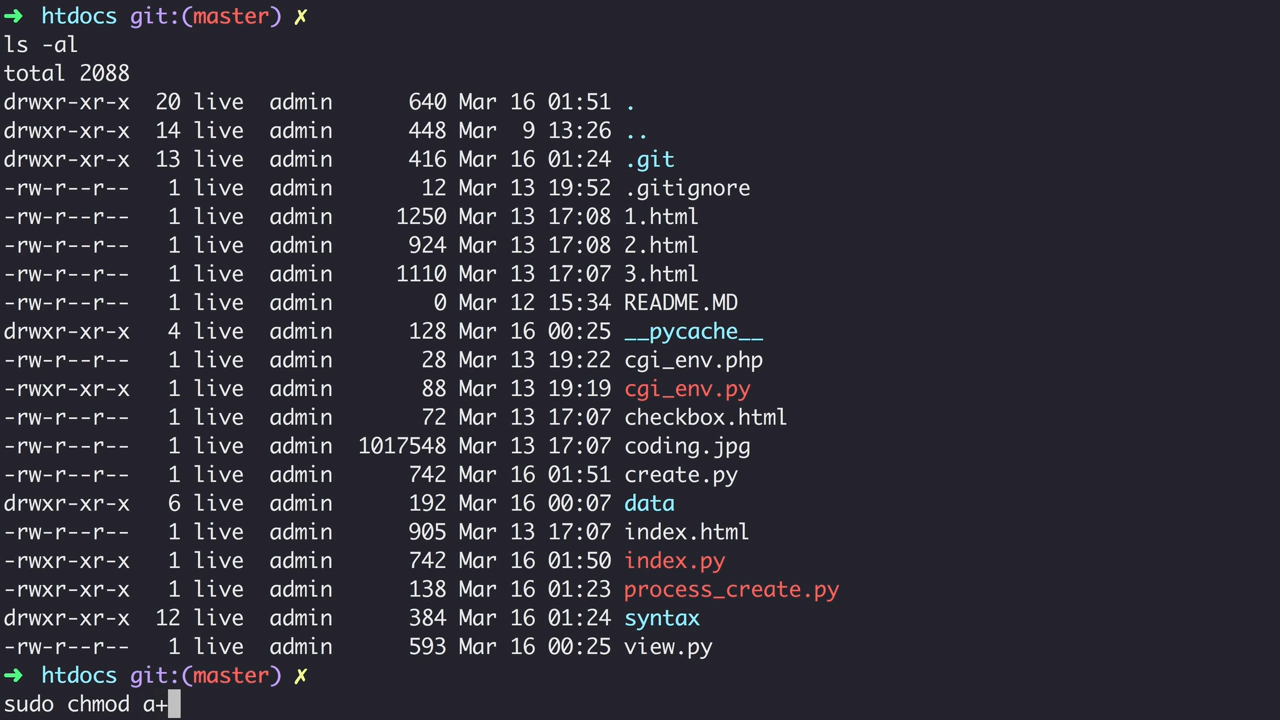 ➜ htdocs git:(master) ✗
ls -al
total 2088
drwxr-xr-x 20 live admin 640 Mar 16 01:51 .
drwxr-xr-x 14 live admin 448 Mar 9 13:26 ..
drwxr-xr-x 13 live admin 416 Mar 16 01:24 .git
-rw-r--r-- 1 live admin 12 Mar 13 19:52 .gitignore
-rw-r--r-- 1 live admin 1250 Mar 13 17:08 1.html
-rw-r--r-- 1 live admin 924 Mar 13 17:08 2.html
-rw-r--r-- 1 live admin 1110 Mar 13 17:07 3.html
-rw-r--r-- 1 live admin 0 Mar 12 15:34 README.MD
drwxr-xr-x 4 live admin 128 Mar 16 00:25 __pycache__
-rw-r--r-- 1 live admin 28 Mar 13 19:22 cgi_env.php
-rwxr-xr-x 1 live admin 88 Mar 13 19:19 cgi_env.py
-rw-r--r-- 1 live admin 72 Mar 13 17:07 checkbox.html
-rw-r--r-- 1 live admin 1017548 Mar 13 17:07 coding.jpg
-rw-r--r-- 1 live admin 742 Mar 16 01:51 create.py
drwxr-xr-x 6 live admin 192 Mar 16 00:07 data
-rw-r--r-- 1 live admin 905 Mar 13 17:07 index.html
-rwxr-xr-x 1 live admin 742 Mar 16 01:50 index.py
-rwxr-xr-x 1 live admin 138 Mar 16 01:23 process_create.py
drwxr-xr-x 12 live admin 384 Mar 16 01:24 syntax
-rw-r--r-- 1 live admin 593 Mar 16 00:25 view.py
➜ htdocs git:(master) ✗
sudo chmod a+